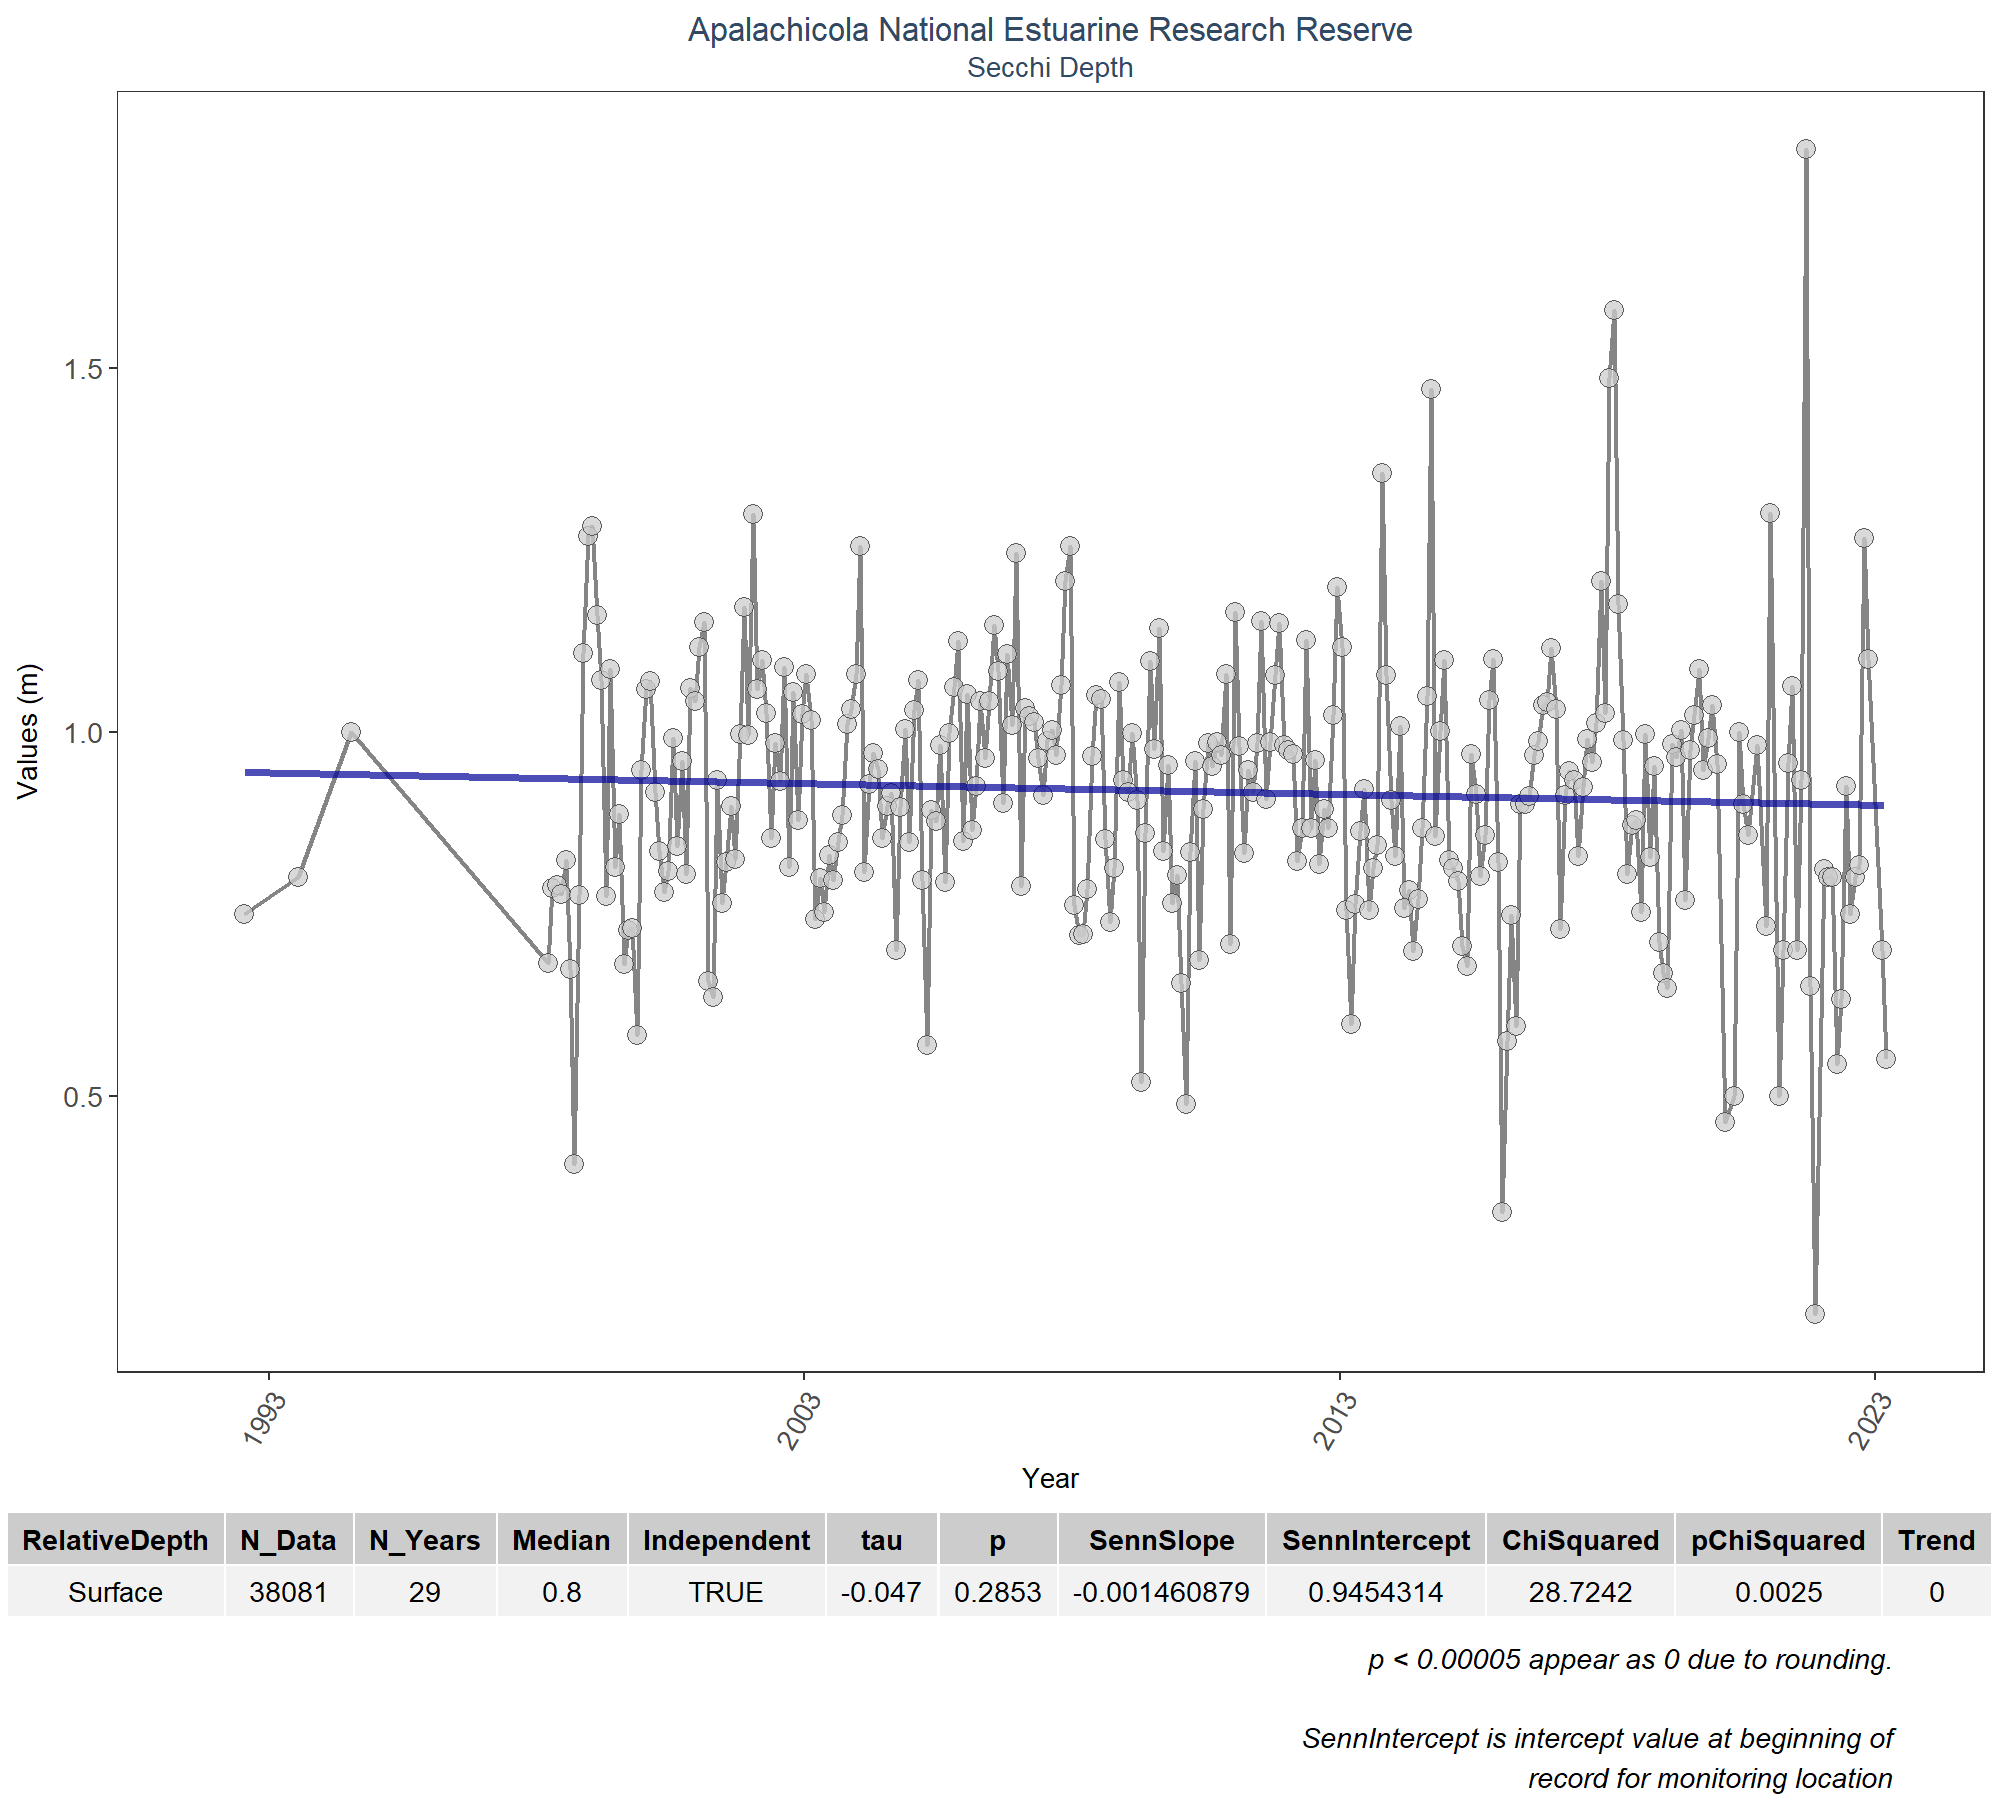 Apalachicola National Estuarine Research Reserve
Secchi Depth
Values (m)
1.5
1.0
0.5
1993
2003
2013
2023
Year
RelativeDepth N_Data N_Years Median Independent tau p SennSlope SennIntercept ChiSquared pChiSquared Trend
Surface 38081 29 0.8 TRUE -0.047 0.2853 -0.001460879 0.9454314 28.7242 0.0025 0
p < 0.00005 appear as 0 due to rounding.
SennIntercept is intercept value at beginning of
record for monitoring location